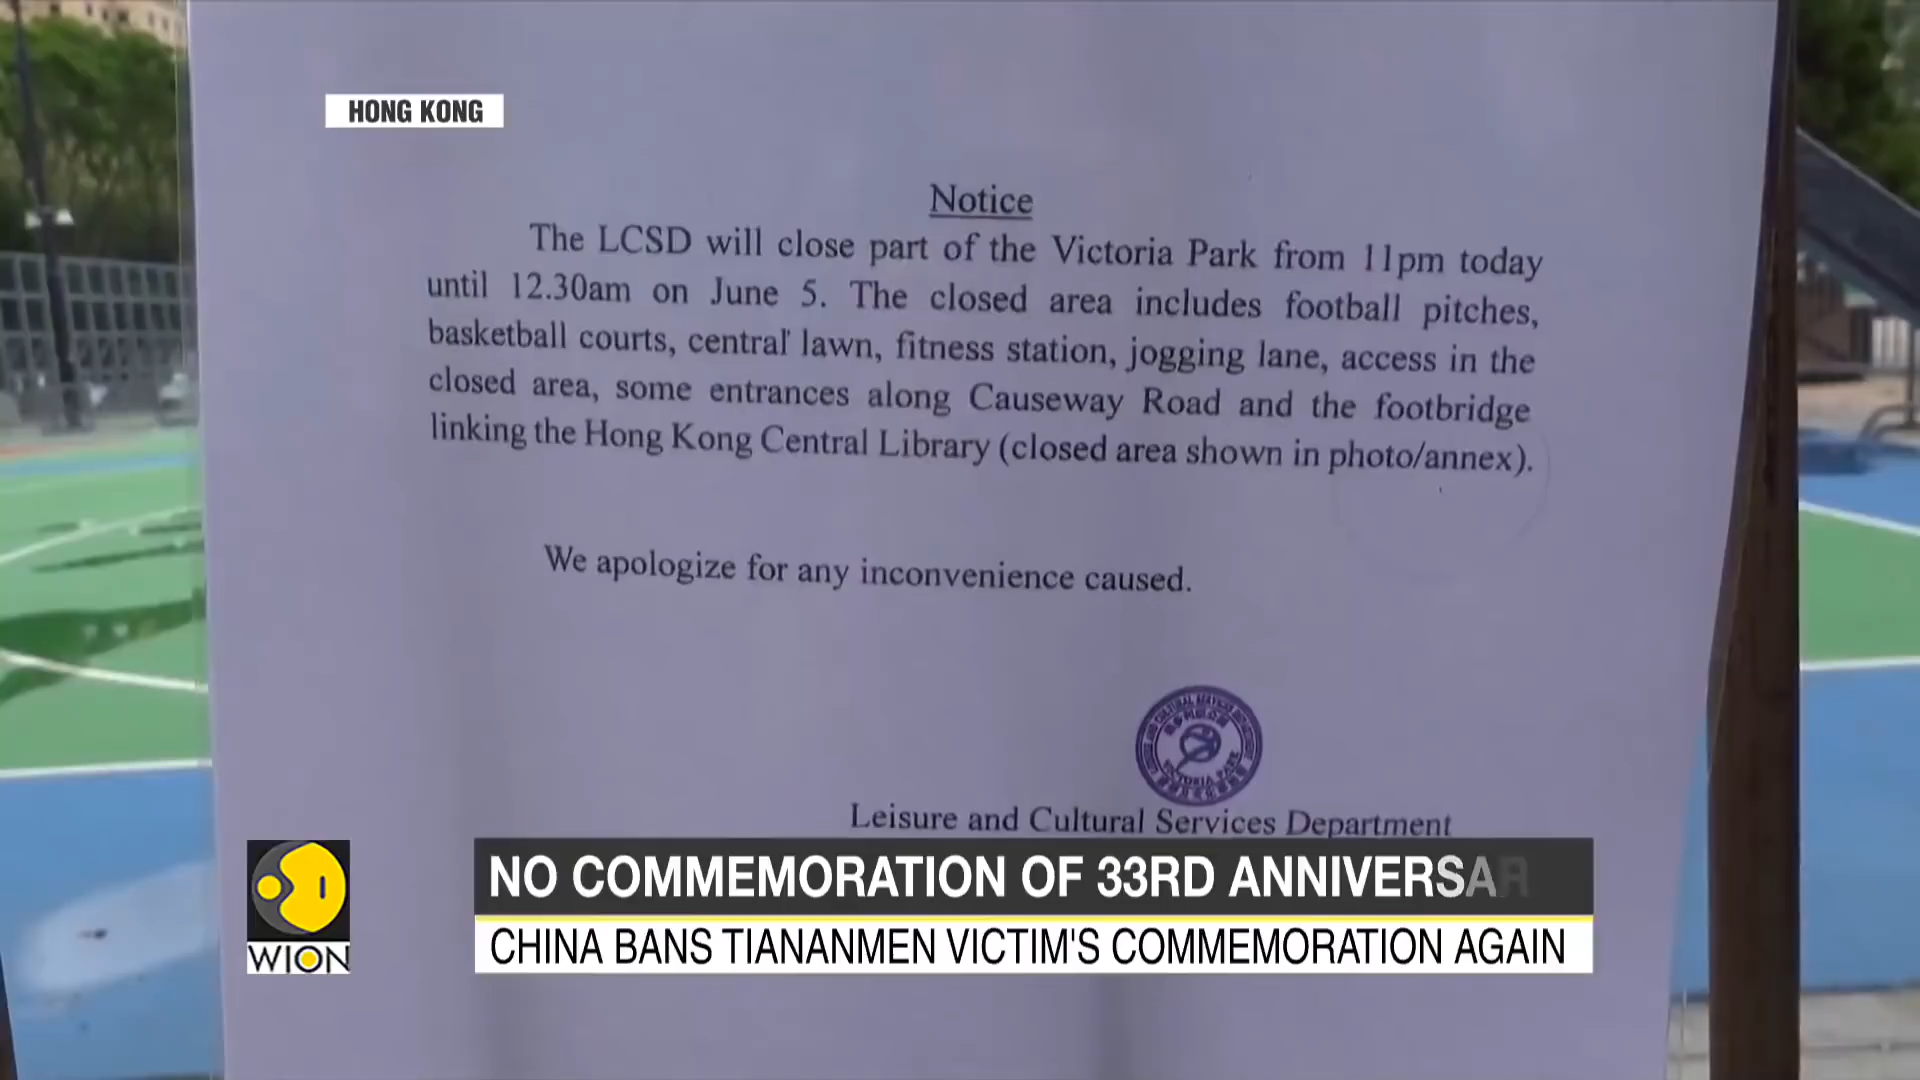 HONG KONG
Notice
The LCSD will close part of the Victoria Park from 11pm today
until 12.30am on June 5. The closed area includes football pitches,
basketball courts, central lawn, fitness station, jogging lane, access in the
closed area, some entrances along Causeway Road and the footbridge
linking the Hong Kong Central Library (closed area shown in photo/annex).
We apologize for any inconvenience caused.
VICTORIA PARK
Leisure and Cultural Services Department
NO COMMEMORATION OF 33RD ANNIVERSAR
CHINA BANS TIANANMEN VICTIM'S COMMEMORATION AGAIN
WION